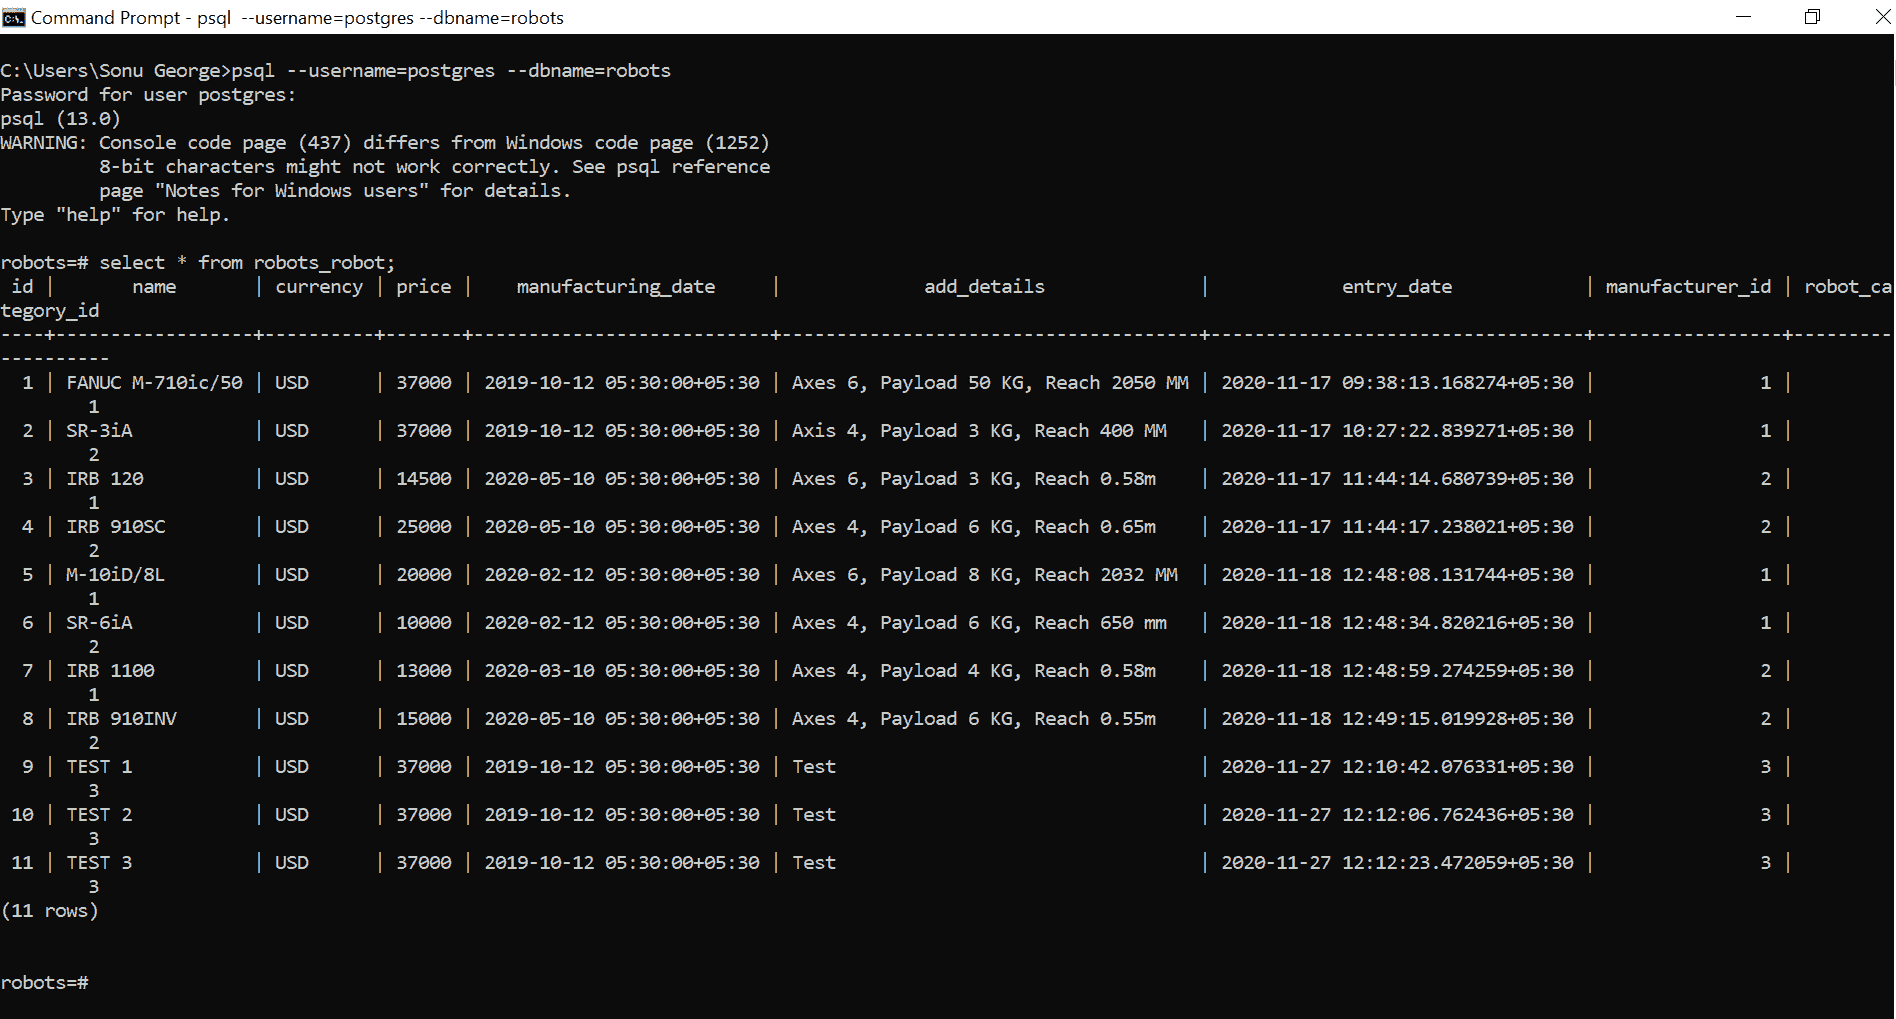 Command Prompt - psql  --username=postgres --dbname=robots
C:\Users\Sonu George>psql --username=postgres --dbname=robots
Password for user postgres:
psql (13.0)
WARNING: Console code page (437) differs from Windows code page (1252)
         8-bit characters might not work correctly. See psql reference
         page "Notes for Windows users" for details.
Type "help" for help.
robots=# select * from robots_robot;
 id |       name       | currency | price |    manufacturing_date     |             add_details              |            entry_date            | manufacturer_id | robot_ca
tegory_id
----+------------------+----------+-------+---------------------------+--------------------------------------+----------------------------------+-----------------+---------
----------
  1 | FANUC M-710ic/50 | USD      | 37000 | 2019-10-12 05:30:00+05:30 | Axes 6, Payload 50 KG, Reach 2050 MM | 2020-11-17 09:38:13.168274+05:30 |               1 |
        1
  2 | SR-3iA           | USD      | 37000 | 2019-10-12 05:30:00+05:30 | Axis 4, Payload 3 KG, Reach 400 MM   | 2020-11-17 10:27:22.839271+05:30 |               1 |
        2
  3 | IRB 120          | USD      | 14500 | 2020-05-10 05:30:00+05:30 | Axes 6, Payload 3 KG, Reach 0.58m    | 2020-11-17 11:44:14.680739+05:30 |               2 |
        1
  4 | IRB 910SC        | USD      | 25000 | 2020-05-10 05:30:00+05:30 | Axes 4, Payload 6 KG, Reach 0.65m    | 2020-11-17 11:44:17.238021+05:30 |               2 |
        2
  5 | M-10iD/8L        | USD      | 20000 | 2020-02-12 05:30:00+05:30 | Axes 6, Payload 8 KG, Reach 2032 MM  | 2020-11-18 12:48:08.131744+05:30 |               1 |
        1
  6 | SR-6iA           | USD      | 10000 | 2020-02-12 05:30:00+05:30 | Axes 4, Payload 6 KG, Reach 650 mm   | 2020-11-18 12:48:34.820216+05:30 |               1 |
        2
  7 | IRB 1100         | USD      | 13000 | 2020-03-10 05:30:00+05:30 | Axes 4, Payload 4 KG, Reach 0.58m    | 2020-11-18 12:48:59.274259+05:30 |               2 |
        1
  8 | IRB 910INV       | USD      | 15000 | 2020-05-10 05:30:00+05:30 | Axes 4, Payload 6 KG, Reach 0.55m    | 2020-11-18 12:49:15.019928+05:30 |               2 |
        2
  9 | TEST 1           | USD      | 37000 | 2019-10-12 05:30:00+05:30 | Test                                 | 2020-11-27 12:10:42.076331+05:30 |               3 |
        3
 10 | TEST 2           | USD      | 37000 | 2019-10-12 05:30:00+05:30 | Test                                 | 2020-11-27 12:12:06.762436+05:30 |               3 |
        3
 11 | TEST 3           | USD      | 37000 | 2019-10-12 05:30:00+05:30 | Test                                 | 2020-11-27 12:12:23.472059+05:30 |               3 |
        3
(11 rows)
robots=#